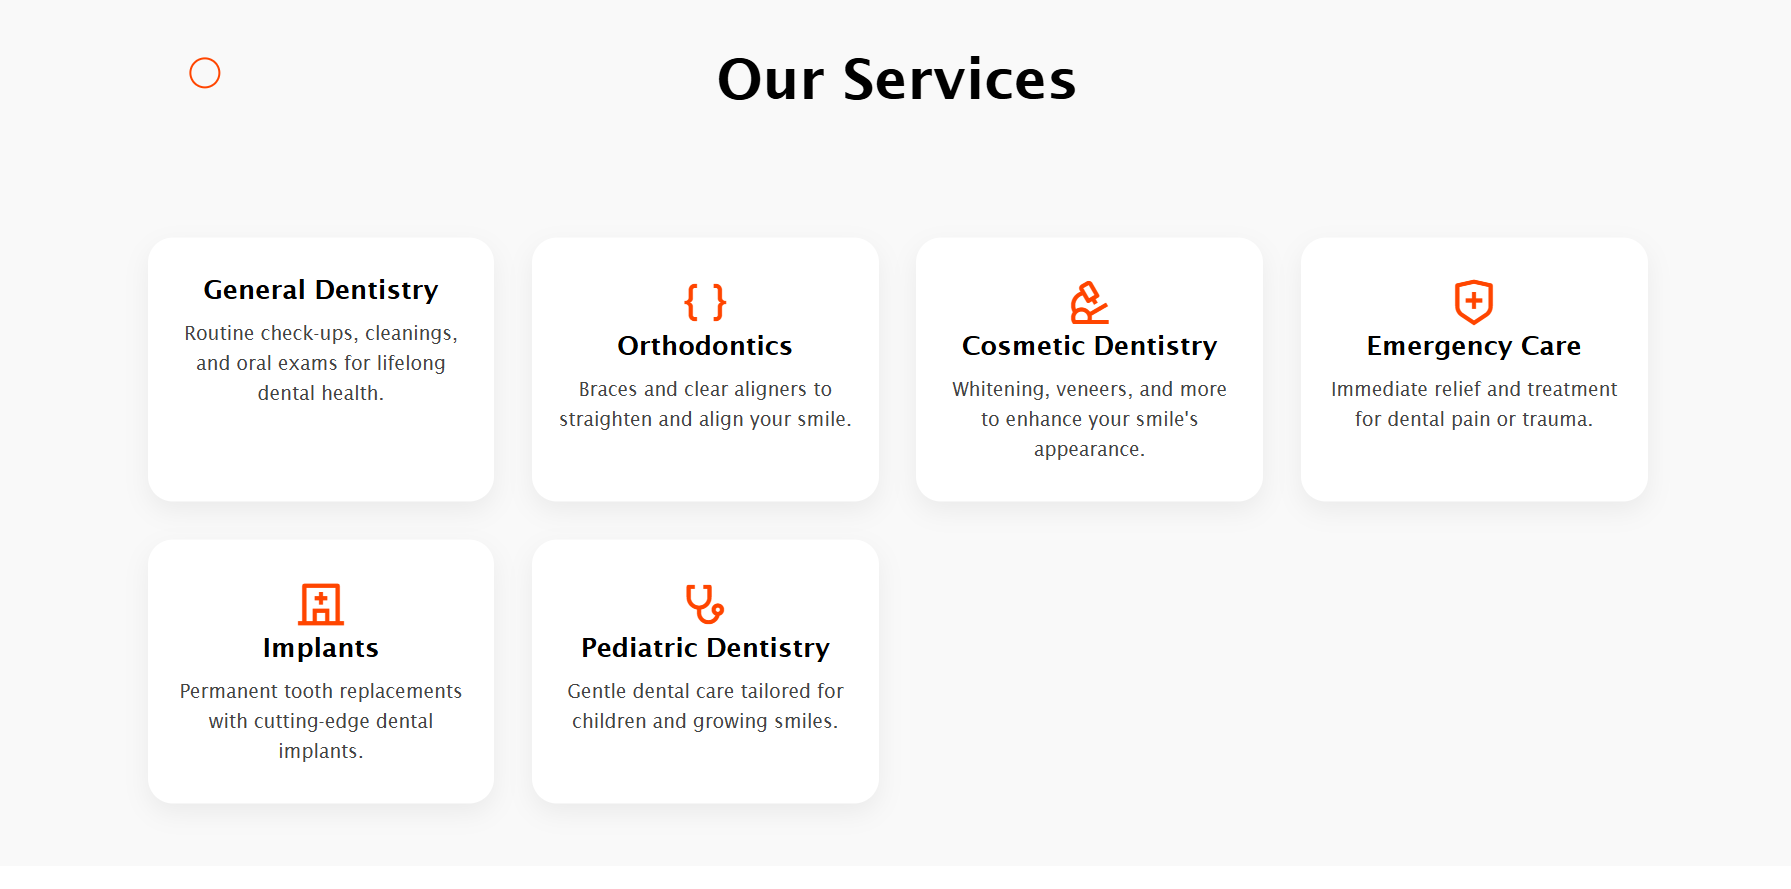 Our Services
General Dentistry
Routine check-ups, cleanings,
and oral exams for lifelong
dental health.
Orthodontics
Braces and clear aligners to
straighten and align your smile.
Cosmetic Dentistry
Whitening, veneers, and more
to enhance your smile's
appearance.
Emergency Care
Immediate relief and treatment
for dental pain or trauma.
Implants
Permanent tooth replacements
with cutting-edge dental
implants.
Pediatric Dentistry
Gentle dental care tailored for
children and growing smiles.